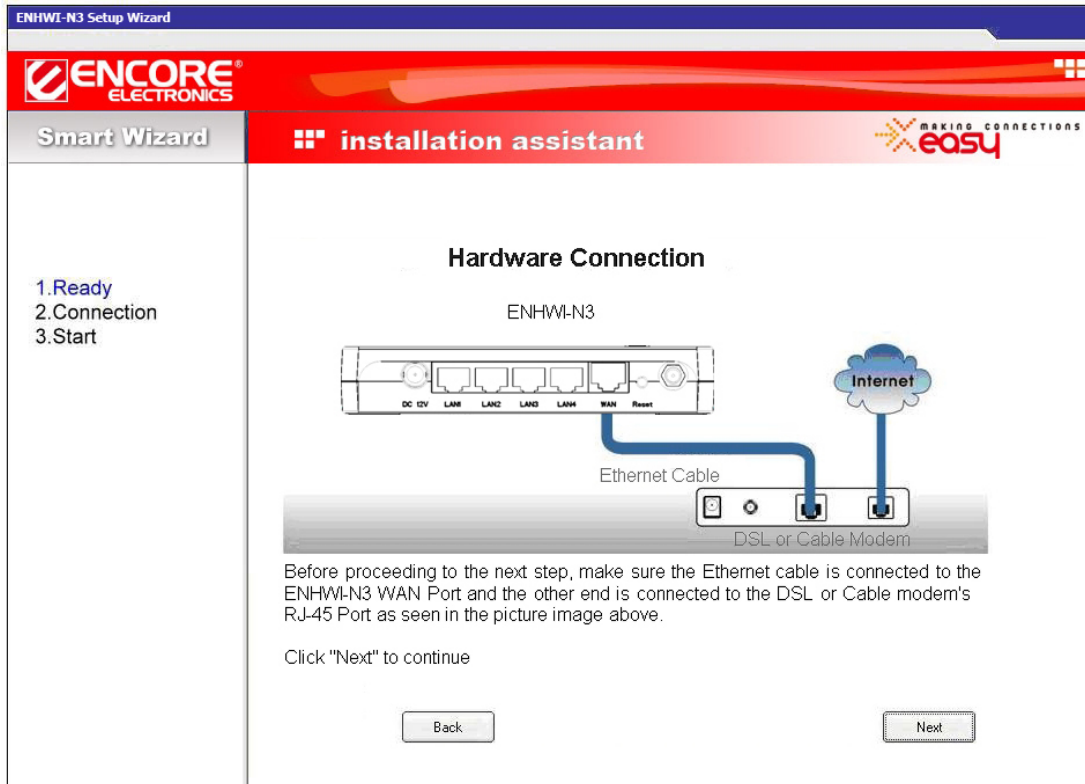 ENHWI-N3 Setup Wizard
ENCORE®
ELECTRONICS
Smart Wizard
installation assistant
MAKING CONNECTIONS
easy
1.Ready
2.Connection
3.Start
Hardware Connection
ENHWI-N3
DC 12V LAN1 LAN2 LAN3 LAN4 WAN Reset
Internet
Ethernet Cable
DSL or Cable Modem
Before proceeding to the next step, make sure the Ethernet cable is connected to the
ENHWI-N3 WAN Port and the other end is connected to the DSL or Cable modem's
RJ-45 Port as seen in the picture image above.
Click "Next" to continue
Back
Next